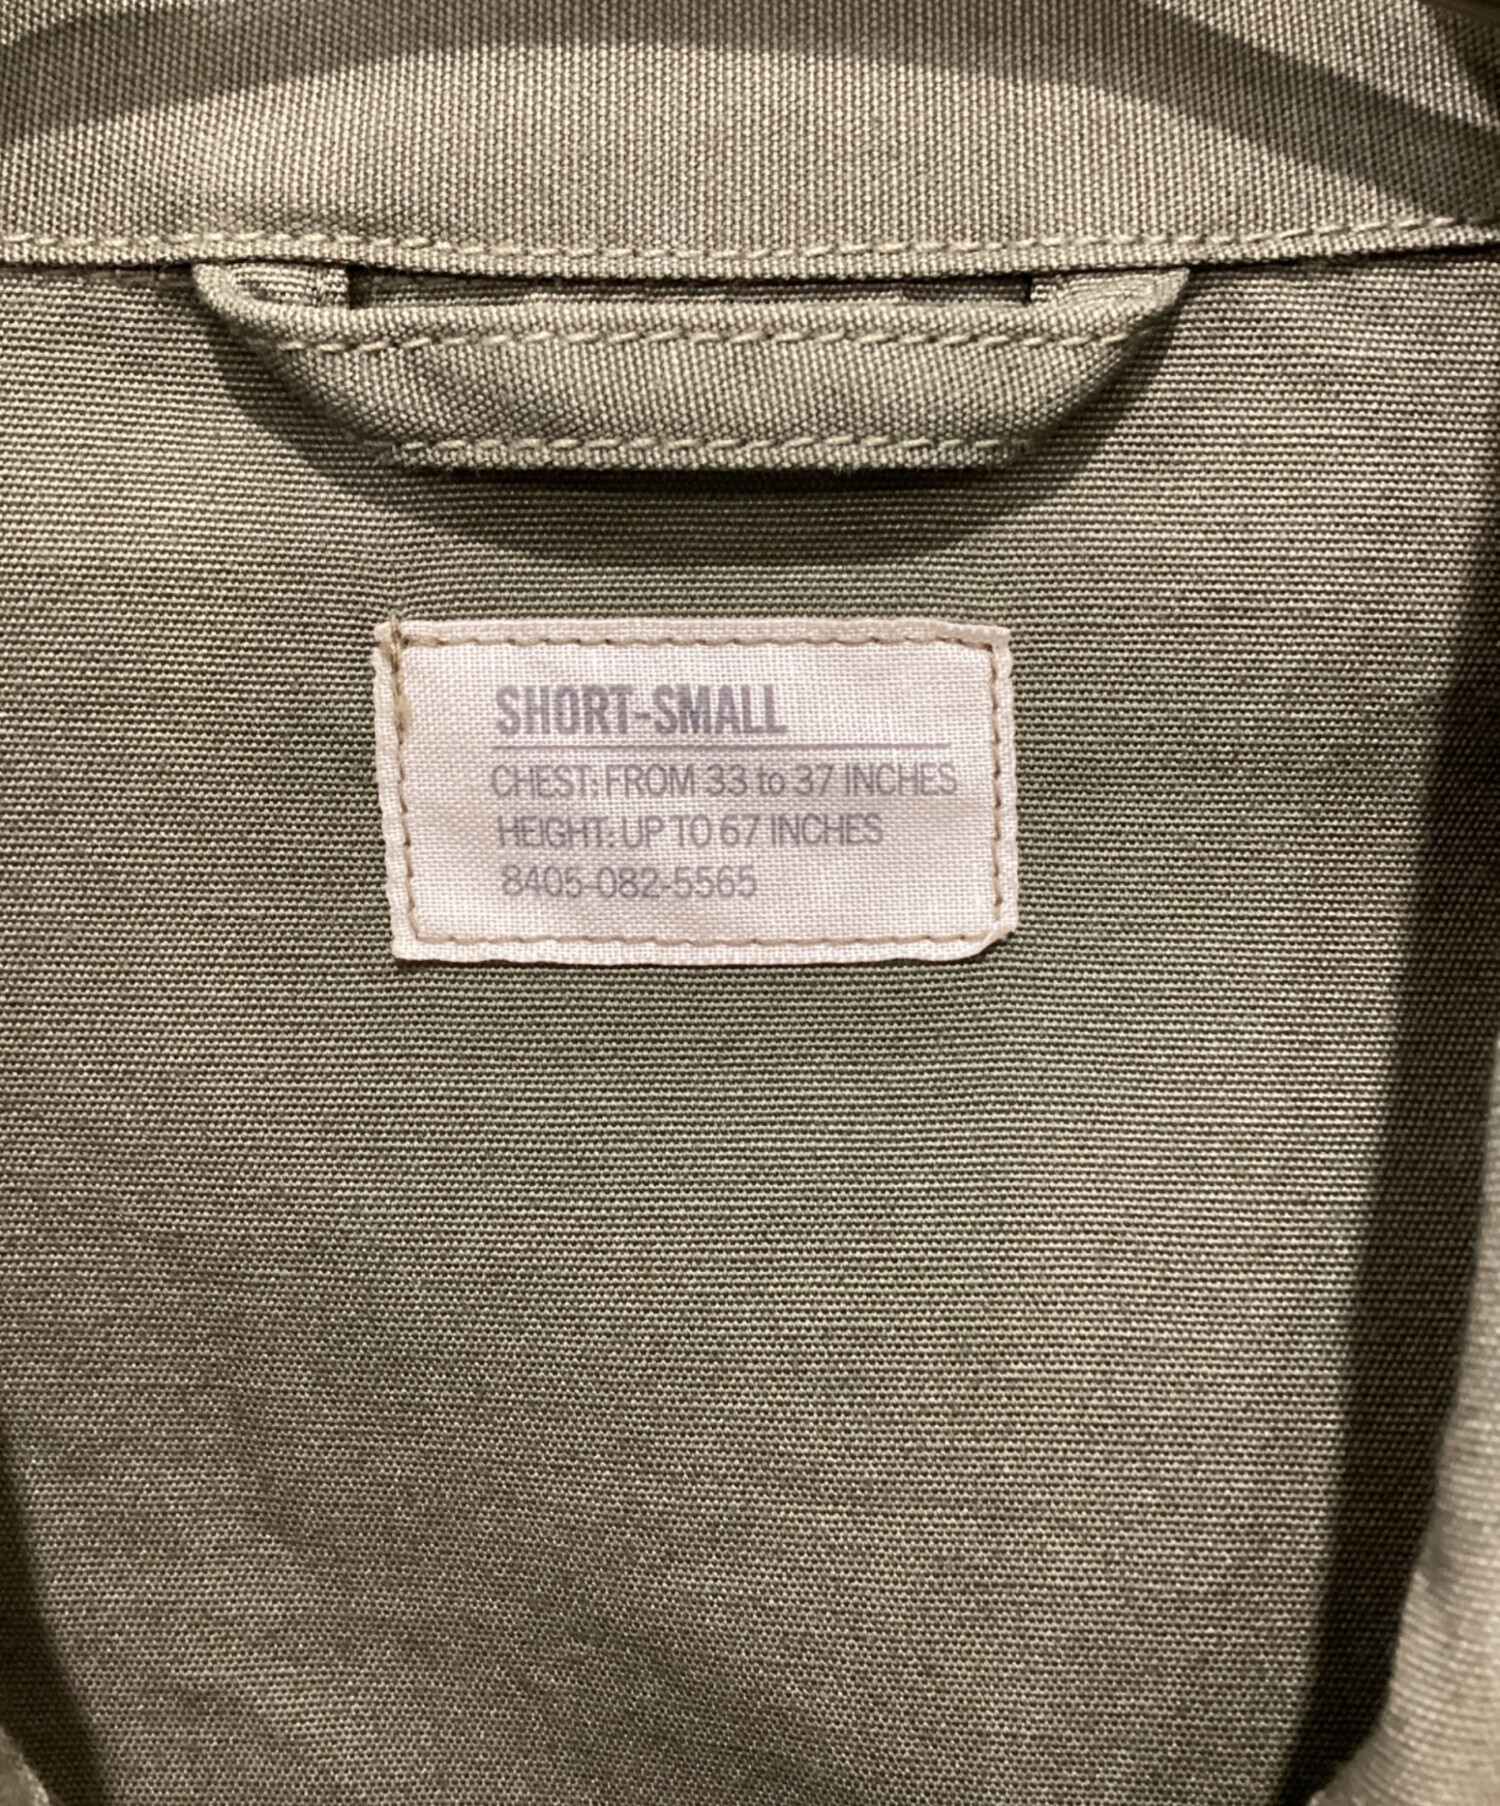 SHORT-SMALL
CHEST: FROM 33 to 37 INCHES
HEIGHT: UP TO 67 INCHES
8405-082-5565